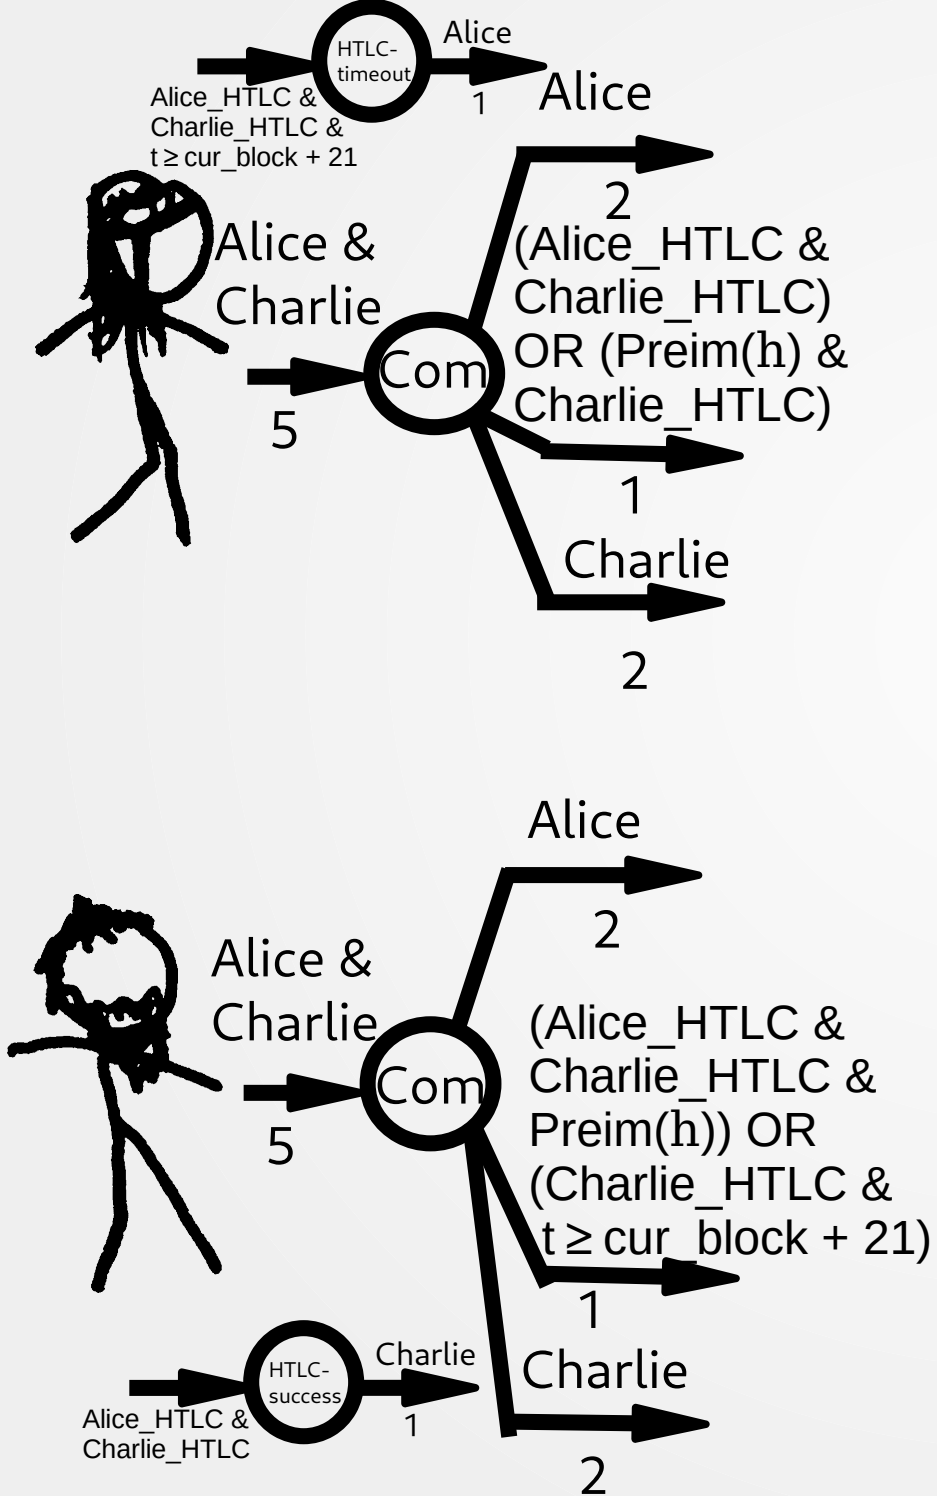 HTLC-
timeout
Alice
1
Alice_HTLC &
Charlie_HTLC &
t ≥ cur_block + 21
Alice
2
Alice &
Charlie
5
Com
(Alice_HTLC &
Charlie_HTLC)
OR (Preim(h) &
Charlie_HTLC)
1
Charlie
2
Alice
2
Alice &
Charlie
5
Com
(Alice_HTLC &
Charlie_HTLC &
Preim(h)) OR
(Charlie_HTLC &
t ≥ cur_block + 21)
1
Charlie
2
HTLC-
success
Charlie
1
Alice_HTLC &
Charlie_HTLC